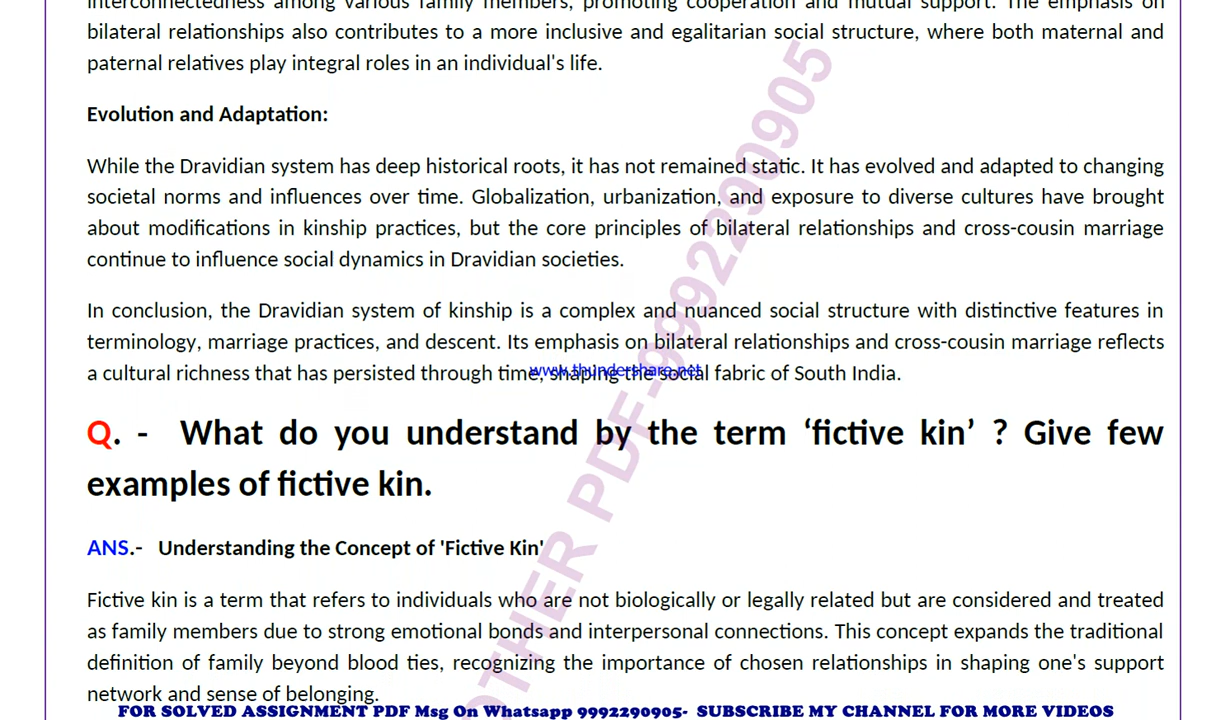 interconnectedness among various family members, promoting cooperation and mutual support. The emphasis on
bilateral relationships also contributes to a more inclusive and egalitarian social structure, where both maternal and
paternal relatives play integral roles in an individual's life.
Evolution and Adaptation:
While the Dravidian system has deep historical roots, it has not remained static. It has evolved and adapted to changing
societal norms and influences over time. Globalization, urbanization, and exposure to diverse cultures have brought
about modifications in kinship practices, but the core principles of bilateral relationships and cross-cousin marriage
continue to influence social dynamics in Dravidian societies.
In conclusion, the Dravidian system of kinship is a complex and nuanced social structure with distinctive features in
terminology, marriage practices, and descent. Its emphasis on bilateral relationships and cross-cousin marriage reflects
a cultural richness that has persisted through time, shaping the social fabric of South India.
www.thundershare.net
Q. - What do you understand by the term ‘fictive kin’ ? Give few
examples of fictive kin.
ANS.- Understanding the Concept of 'Fictive Kin'
Fictive kin is a term that refers to individuals who are not biologically or legally related but are considered and treated
as family members due to strong emotional bonds and interpersonal connections. This concept expands the traditional
definition of family beyond blood ties, recognizing the importance of chosen relationships in shaping one's support
network and sense of belonging.
OTHER PDF-9992290905
FOR SOLVED ASSIGNMENT PDF Msg On Whatsapp 9992290905- SUBSCRIBE MY CHANNEL FOR MORE VIDEOS